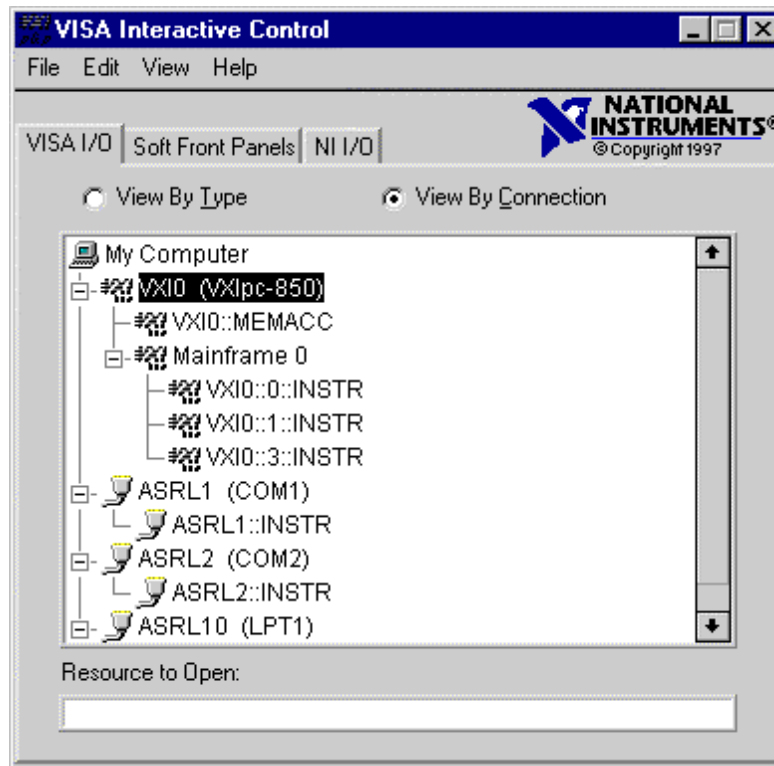 VISA Interactive Control
File Edit View Help
NATIONAL
INSTRUMENTS®
© Copyright 1997
VISA I/O Soft Front Panels NI I/O
View By Type View By Connection
My Computer
VXI0 (VXIpc-850)
VXI0::MEMACC
Mainframe 0
VXI0::0::INSTR
VXI0::1::INSTR
VXI0::3::INSTR
ASRL1 (COM1)
ASRL1::INSTR
ASRL2 (COM2)
ASRL2::INSTR
ASRL10 (LPT1)
Resource to Open: